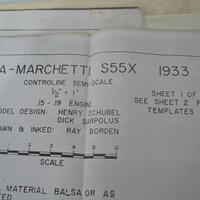 A-MARCHETTI S55X 1933
CONTROLINE SEMI-SCALE
1/2" = 1'
.15 - .19 ENGINE
MODEL DESIGN: HENRY SCHUBEL
DICK SARPOLUS
DRAWN & INKED: RAY BORDEN
SHEET 1 OF
SEE SHEET 2 F
TEMPLATES
SCALE
MATERIAL BALSA OR AS